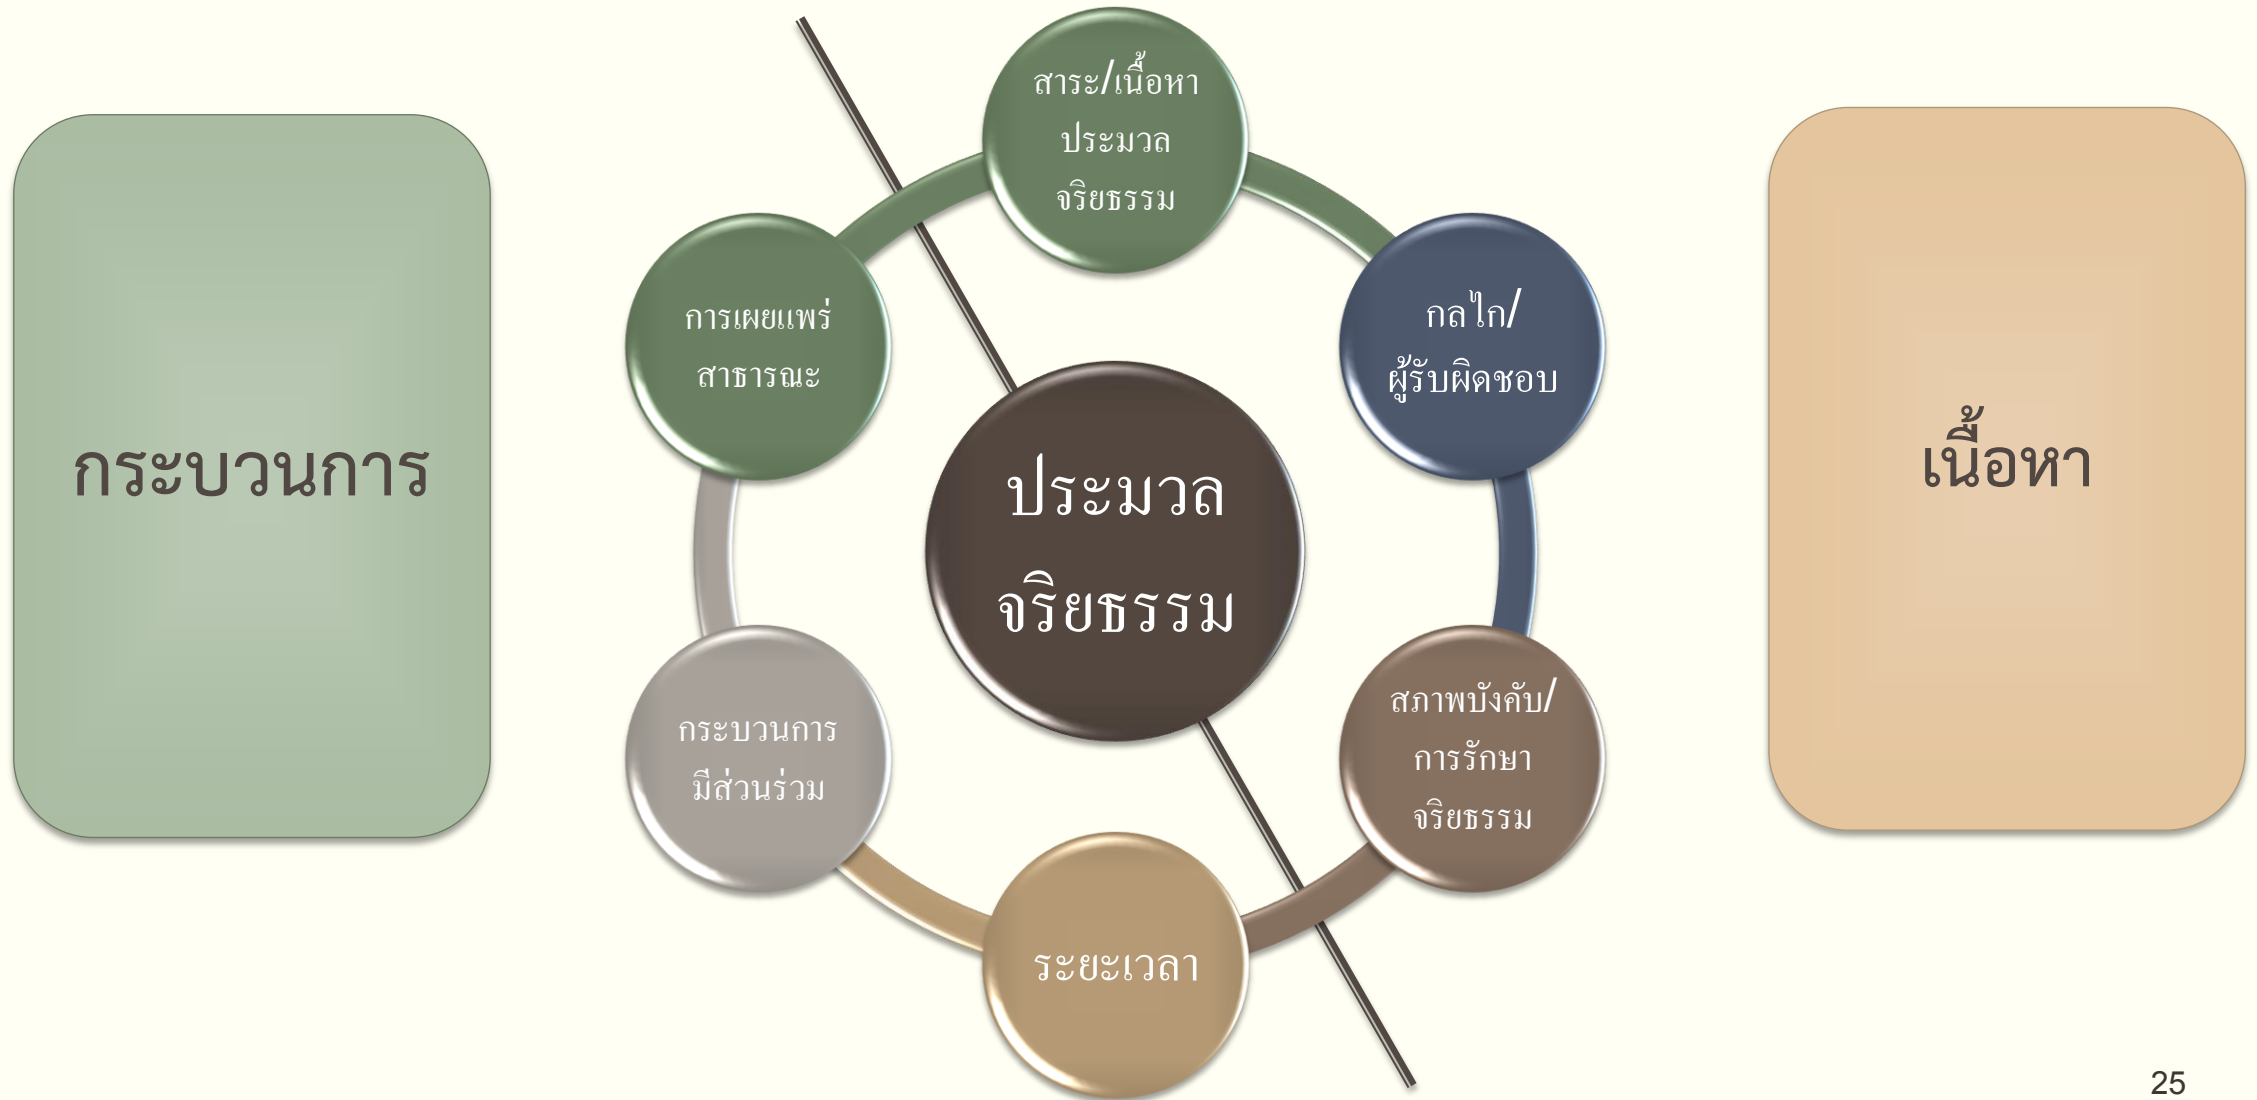 สาระ/เนื้อหา
ประมวล
จริยธรรม
การเผยแพร่
สาธารณะ
กลไก/
ผู้รับผิดชอบ
กระบวนการ
ประมวล
จริยธรรม
เนื้อหา
กระบวนการ
มีส่วนร่วม
สภาพบังคับ/
การรักษา
จริยธรรม
ระยะเวลา
25